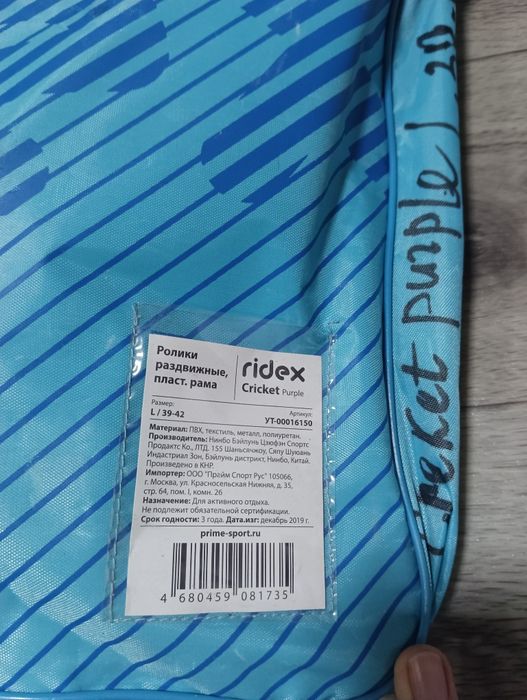 Ролики
раздвижные,
пласт. рама
ridex
Cricket Purple
Размер:
L / 39-42
Артикул:
УТ-00016150
Материал: ПВХ, текстиль, металл, полиуретан.
Производитель: Нинбо Бэйлунь Цзюфэн Спортс
Продактс Ко., ЛТД. 155 Шаньсячжоу, Сяпу Шуюань
Индастриал Зон, Бэйлунь дистрикт, Нинбо, Китай.
Произведено в КНР.
Импортер: ООО "Прайм Спорт Рус" 105066,
г. Москва, ул. Красносельская Нижняя, д. 35,
стр. 64, пом. I, комн. 26
Назначение: Для активного отдыха.
Не подлежит обязательной сертификации.
Срок годности: 3 года. Дата.изг: декабрь 2019 г.
prime-sport.ru
4 680459 081735
Creket purple L